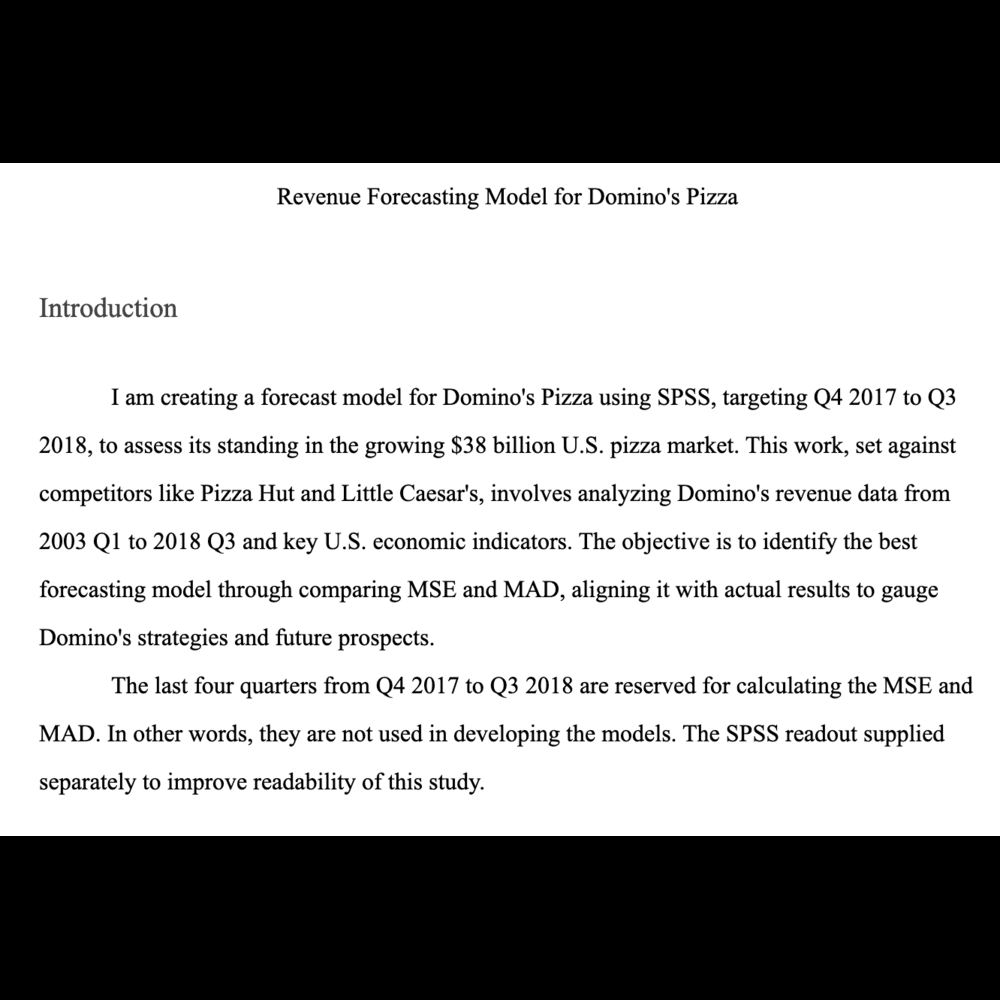 Revenue Forecasting Model for Domino's Pizza
Introduction
I am creating a forecast model for Domino's Pizza using SPSS, targeting Q4 2017 to Q3
2018, to assess its standing in the growing $38 billion U.S. pizza market. This work, set against
competitors like Pizza Hut and Little Caesar's, involves analyzing Domino's revenue data from
2003 Q1 to 2018 Q3 and key U.S. economic indicators. The objective is to identify the best
forecasting model through comparing MSE and MAD, aligning it with actual results to gauge
Domino's strategies and future prospects.
The last four quarters from Q4 2017 to Q3 2018 are reserved for calculating the MSE and
MAD. In other words, they are not used in developing the models. The SPSS readout supplied
separately to improve readability of this study.